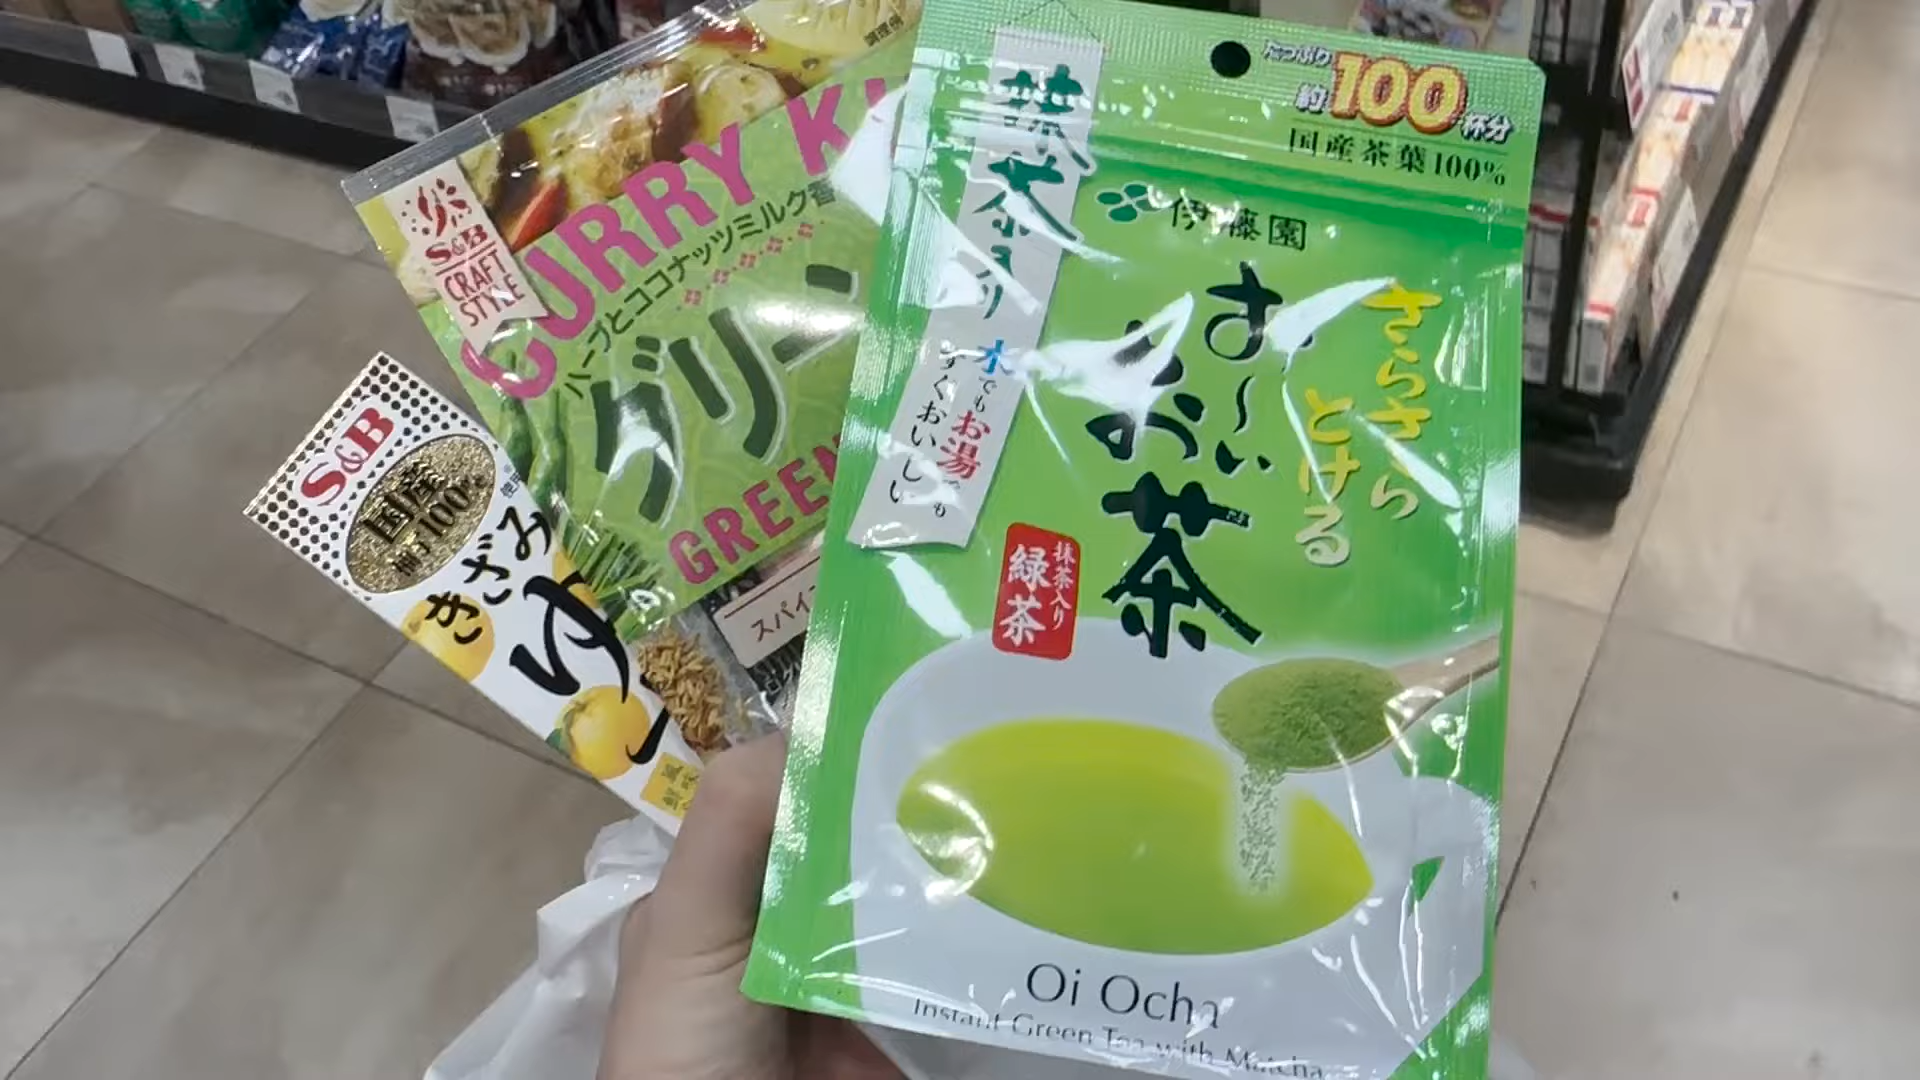 S&B
国産
100%
きざみ
ゆ
S&B
CRAFT
STYLE
CURRY
ハーブとココナッツミルク香
グリーン
GREEN
スパイ
抹茶入り
水でもお湯でも
すぐおいしい
たっぷり
約100杯分
国産茶葉100%
伊藤園
お~いお茶
さらさら
とける
抹茶入り
緑茶
Oi Ocha
Instant Green Tea with Matcha